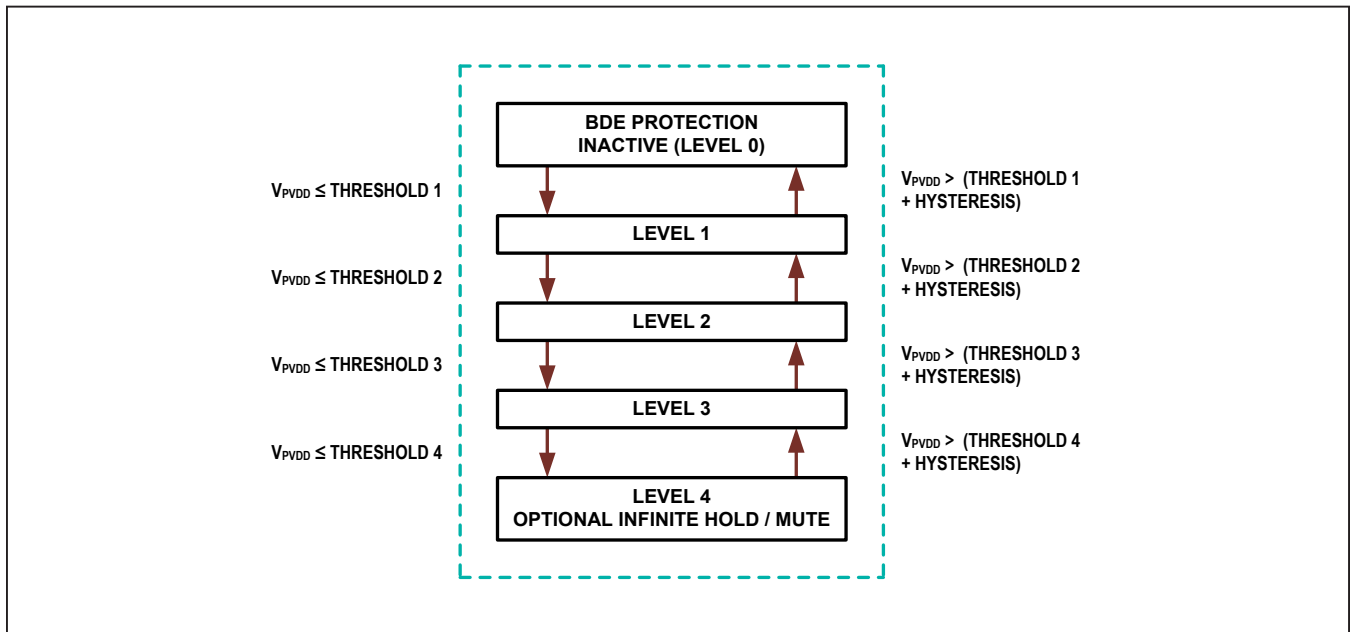 BDE PROTECTION
INACTIVE (LEVEL 0)
VPVDD ≤ THRESHOLD 1
VPVDD > (THRESHOLD 1
+ HYSTERESIS)
LEVEL 1
VPVDD ≤ THRESHOLD 2
VPVDD > (THRESHOLD 2
+ HYSTERESIS)
LEVEL 2
VPVDD ≤ THRESHOLD 3
VPVDD > (THRESHOLD 3
+ HYSTERESIS)
LEVEL 3
VPVDD ≤ THRESHOLD 4
VPVDD > (THRESHOLD 4
+ HYSTERESIS)
LEVEL 4
OPTIONAL INFINITE HOLD / MUTE